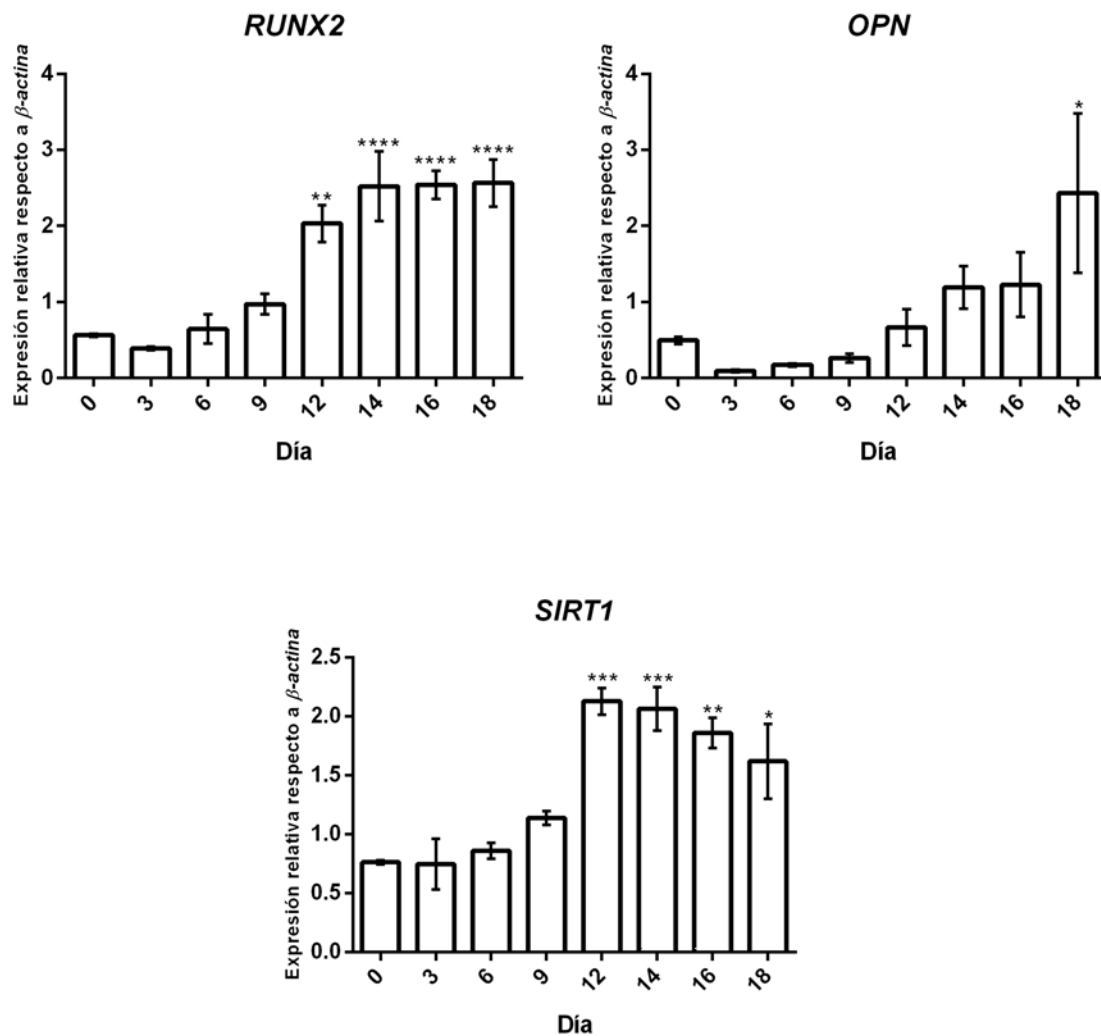 RUNX2
Expresión relativa respecto a β-actina
4
3
2
1
0
** **** **** ****
0 3 6 9 12 14 16 18
Día
OPN
Expresión relativa respecto a β-actina
4
3
2
1
0
*
0 3 6 9 12 14 16 18
Día
SIRT1
Expresión relativa respecto a β-actina
2.5
2.0
1.5
1.0
0.5
0.0
*** *** ** *
0 3 6 9 12 14 16 18
Día